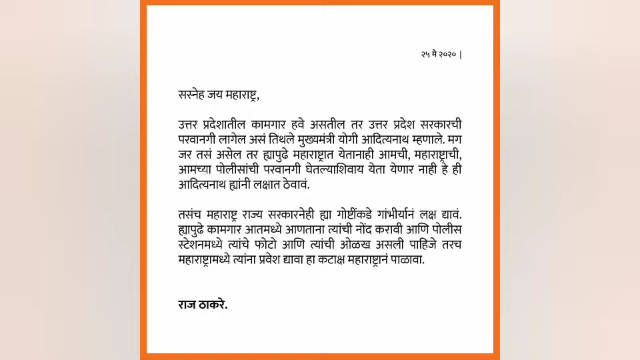 २५ मे २०२० |
सस्नेह जय महाराष्ट्र,
उत्तर प्रदेशातील कामगार हवे असतील तर उत्तर प्रदेश सरकारची
परवानगी लागेल असं तिथले मुख्यमंत्री योगी आदित्यनाथ म्हणाले. मग
जर तसं असेल तर ह्यापुढे महाराष्ट्रात येतानाही आमची, महाराष्ट्राची,
आमच्या पोलीसांची परवानगी घेतल्याशिवाय येता येणार नाही हे ही
आदित्यनाथ ह्यांनी लक्षात ठेवावं.
तसंच महाराष्ट्र राज्य सरकारनेही ह्या गोष्टींकडे गांभीर्यानं लक्ष द्यावं.
ह्यापुढे कामगार आतमध्ये आणताना त्यांची नोंद करावी आणि पोलीस
स्टेशनमध्ये त्यांचे फोटो आणि त्यांची ओळख असली पाहिजे तरच
महाराष्ट्रामध्ये त्यांना प्रवेश द्यावा हा कटाक्ष महाराष्ट्रानं पाळावा.
राज ठाकरे.